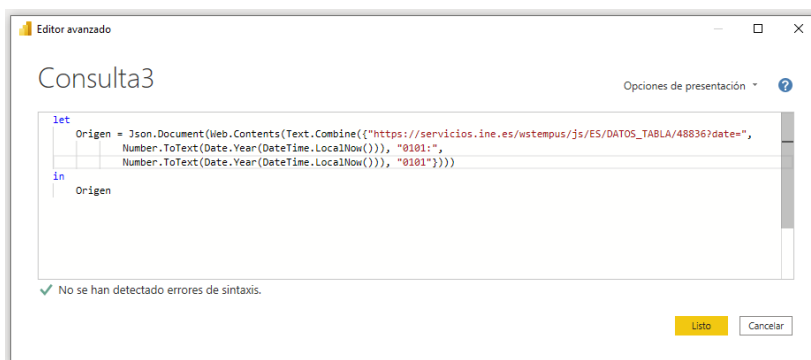 Editor avanzado
Consulta3
Opciones de presentación
?
let
Origen = Json.Document(Web.Contents(Text.Combine({"https://servicios.ine.es/wstempus/js/ES/DATOS_TABLA/48836?date=",
Number.ToText(Date.Year(DateTime.LocalNow())), "0101:",
Number.ToText(Date.Year(DateTime.LocalNow())), "0101"})))
in
Origen
No se han detectado errores de sintaxis.
Listo
Cancelar